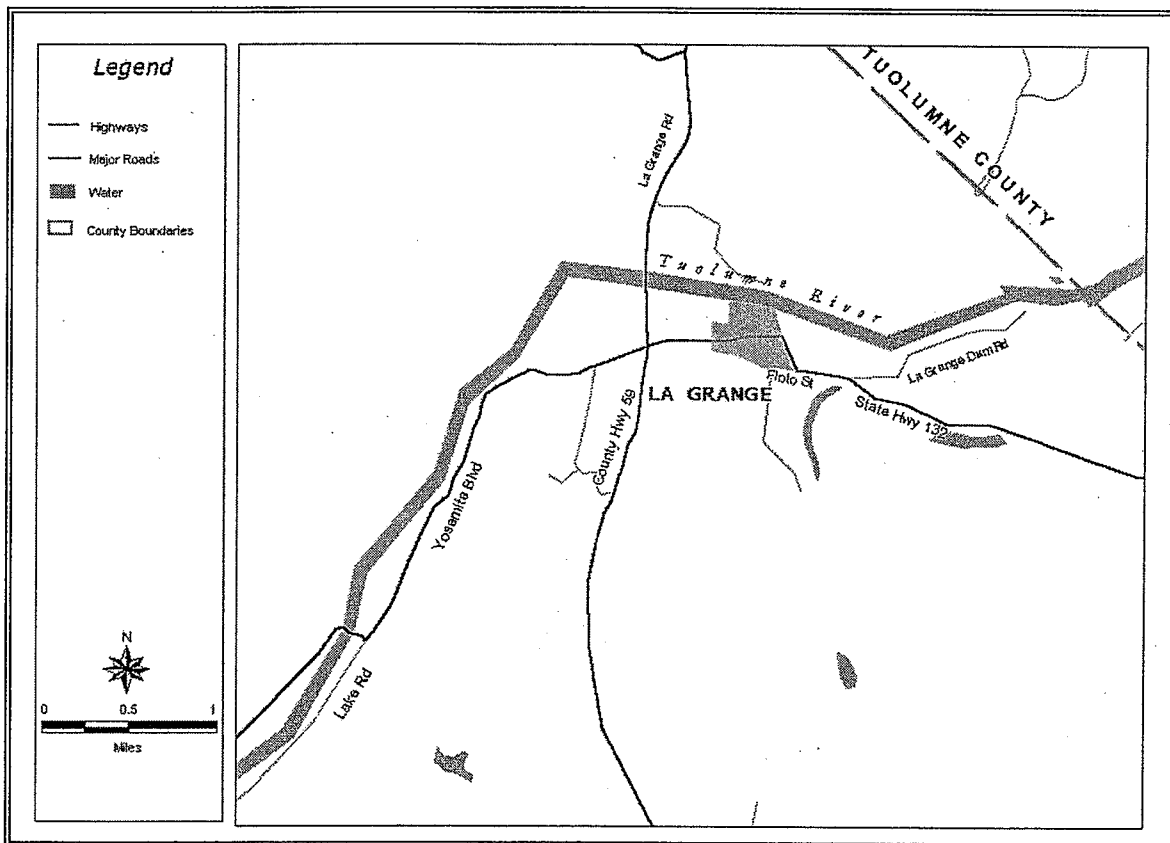 Legend
Highways
Major Roads
Water
County Boundaries
N
0 0.5 1
Miles
TUOLUMNE COUNTY
La Grange Rd
Tuolumne River
La Grange Dam Rd
Floto St
LA GRANGE
State Hwy 132
County Hwy 59
Yosemite Blvd
Lake Rd